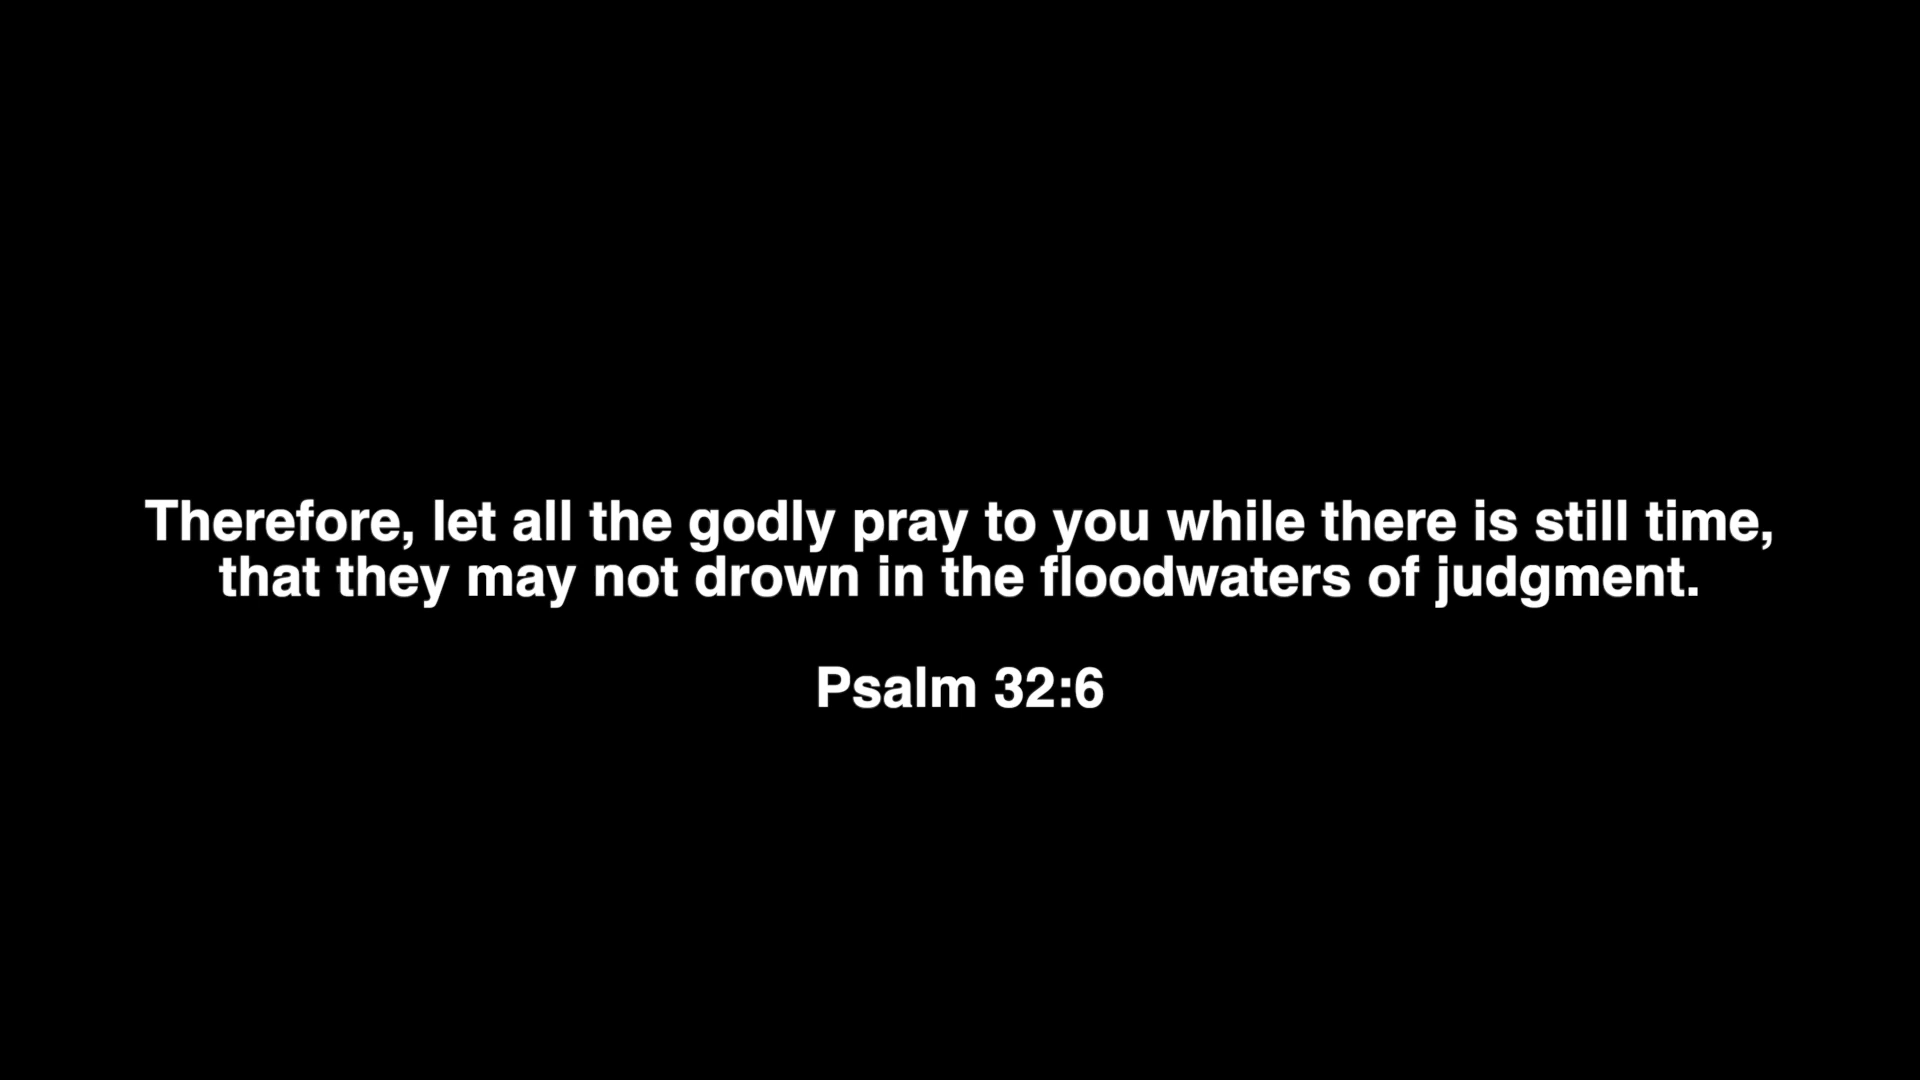 Therefore, let all the godly pray to you while there is still time,
that they may not drown in the floodwaters of judgment.
Psalm 32:6